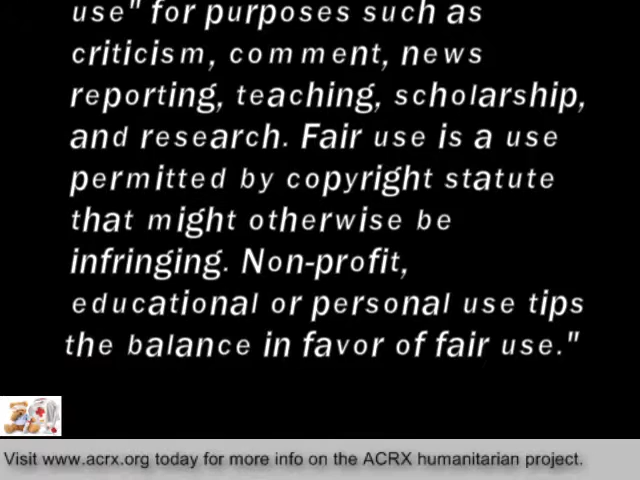 use" for purposes such as
criticism, comment, news
reporting, teaching, scholarship,
and research. Fair use is a use
permitted by copyright statute
that might otherwise be
infringing. Non-profit,
educational or personal use tips
the balance in favor of fair use."
Visit www.acrx.org today for more info on the ACRX humanitarian project.